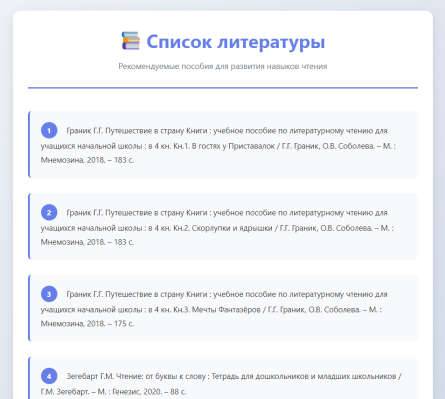 Список литературы
Рекомендуемые пособия для развития навыков чтения
1 Граник Г.Г. Путешествие в страну Книги : учебное пособие по литературному чтению для
учащихся начальной школы : в 4 кн. Кн.1. В гостях у Приставалок / Г.Г. Граник, О.В. Соболева. – М. :
Мнемозина, 2018. – 183 с.
2 Граник Г.Г. Путешествие в страну Книги : учебное пособие по литературному чтению для
учащихся начальной школы : в 4 кн. Кн.2. Скорлупки и ядрышки / Г.Г. Граник, О.В. Соболева. – М. :
Мнемозина, 2018. – 183 с.
3 Граник Г.Г. Путешествие в страну Книги : учебное пособие по литературному чтению для
учащихся начальной школы : в 4 кн. Кн.3. Мечты Фантазёров / Г.Г. Граник, О.В. Соболева. – М. :
Мнемозина, 2018. – 175 с.
4 Зегебарт Г.М. Чтение: от буквы к слову : Тетрадь для дошкольников и младших школьников /
Г.М. Зегебарт. – М. : Генезис, 2020. – 88 с.